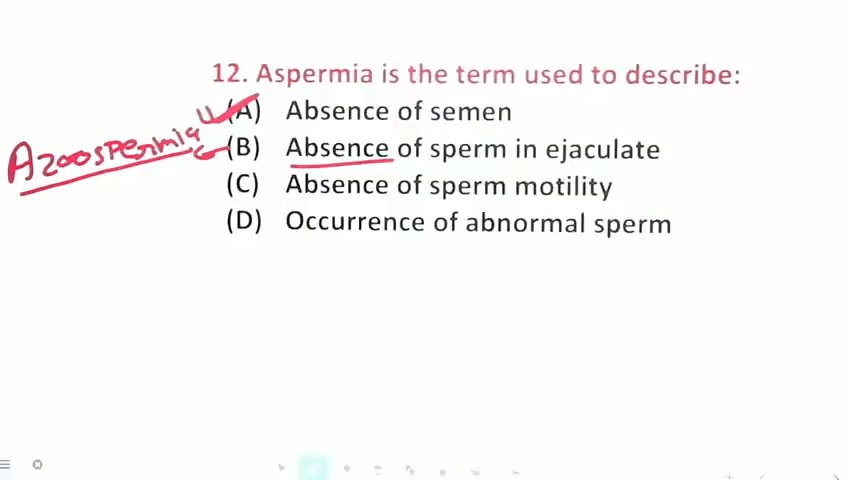 12. Aspermia is the term used to describe:
(A) Absence of semen
Azoospermia
(B) Absence of sperm in ejaculate
(C) Absence of sperm motility
(D) Occurrence of abnormal sperm